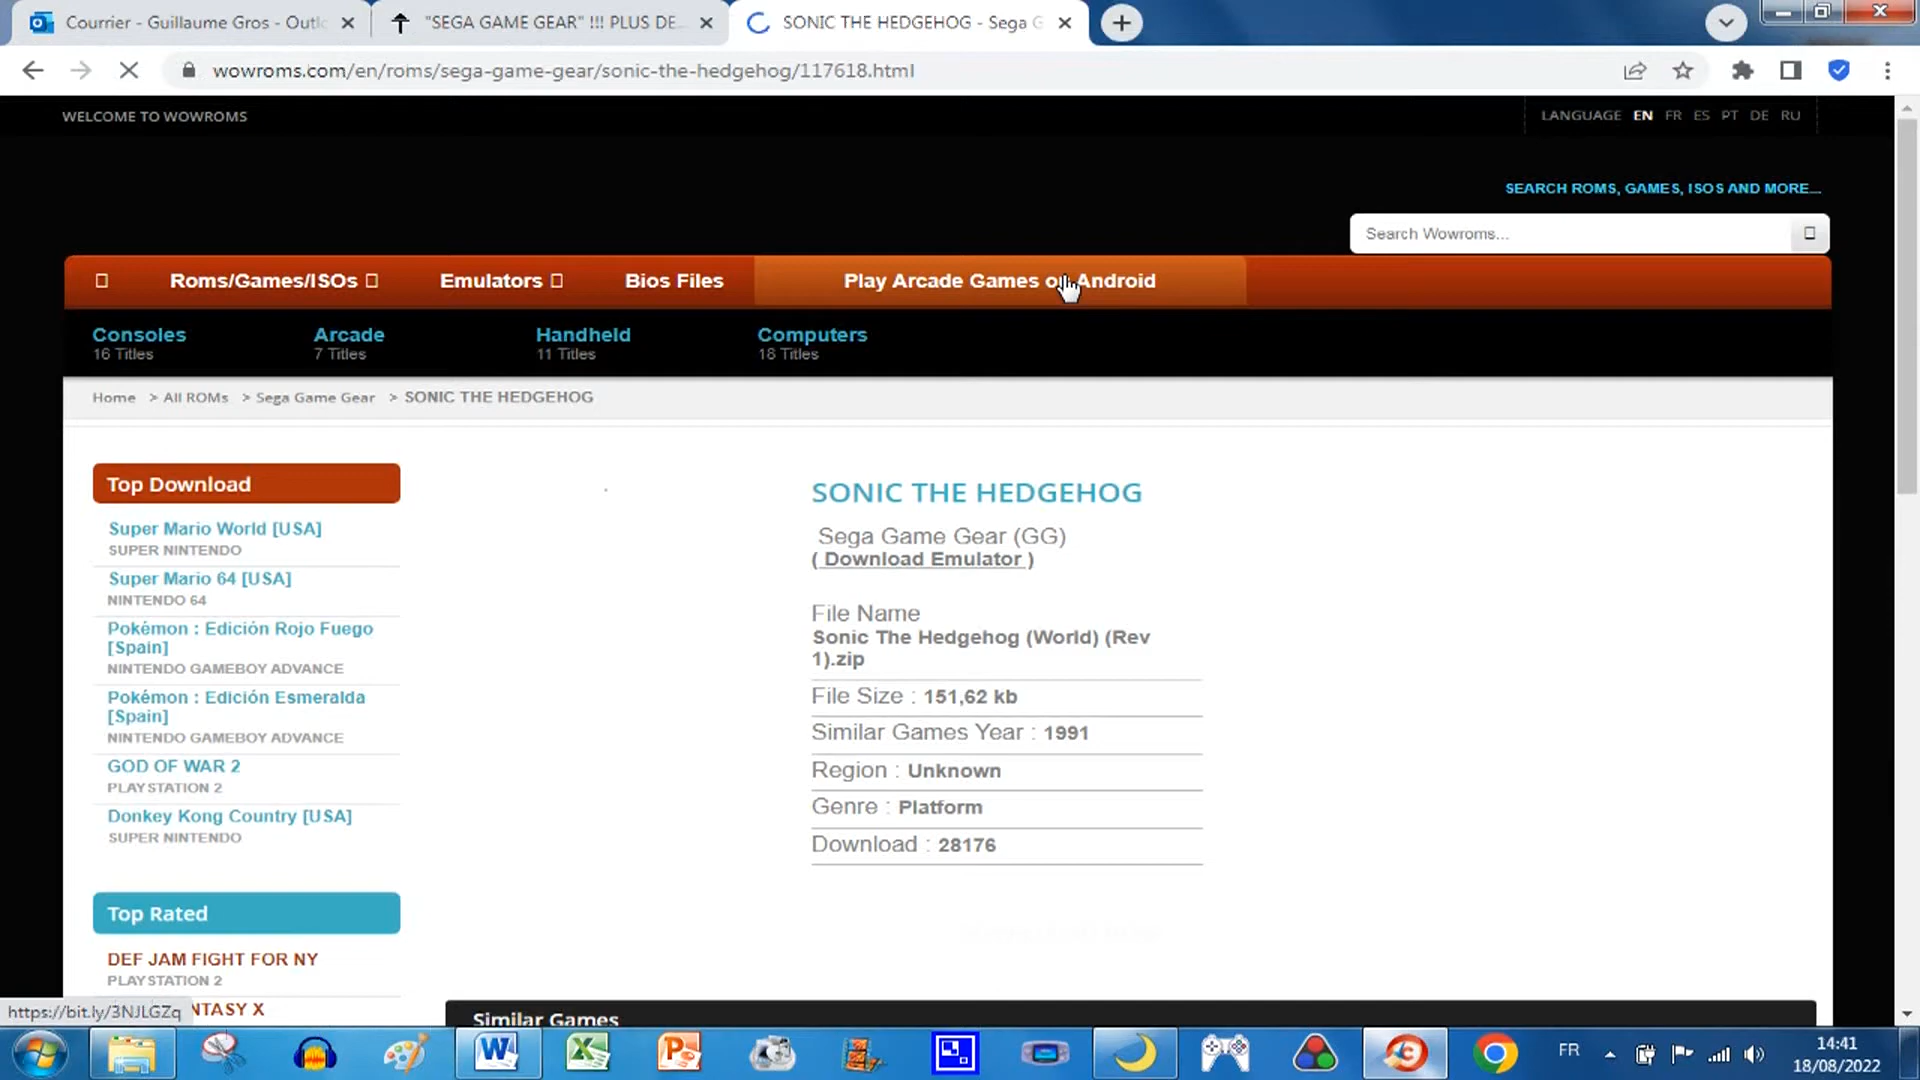 Courrier - Guillaume Gros - Outl
"SEGA GAME GEAR" !!! PLUS DE
SONIC THE HEDGEHOG - Sega G
wowroms.com/en/roms/sega-game-gear/sonic-the-hedgehog/117618.html
WELCOME TO WOWROMS
LANGUAGE EN FR ES PT DE RU
SEARCH ROMS, GAMES, ISOS AND MORE...
Search Wowroms...
Roms/Games/ISOs
Emulators
Bios Files
Play Arcade Games on Android
Consoles
16 Titles
Arcade
7 Titles
Handheld
11 Titles
Computers
18 Titles
Home > All ROMs > Sega Game Gear > SONIC THE HEDGEHOG
Top Download
Super Mario World [USA]
SUPER NINTENDO
Super Mario 64 [USA]
NINTENDO 64
Pokémon : Edición Rojo Fuego
[Spain]
NINTENDO GAMEBOY ADVANCE
Pokémon : Edición Esmeralda
[Spain]
NINTENDO GAMEBOY ADVANCE
GOD OF WAR 2
PLAYSTATION 2
Donkey Kong Country [USA]
SUPER NINTENDO
Top Rated
DEF JAM FIGHT FOR NY
PLAYSTATION 2
NTASY X
SONIC THE HEDGEHOG
Sega Game Gear (GG)
( Download Emulator )
File Name
Sonic The Hedgehog (World) (Rev
1).zip
File Size : 151,62 kb
Similar Games Year : 1991
Region : Unknown
Genre : Platform
Download : 28176
Similar Games
https://bit.ly/3NJLGZq
FR
14:41
18/08/2022